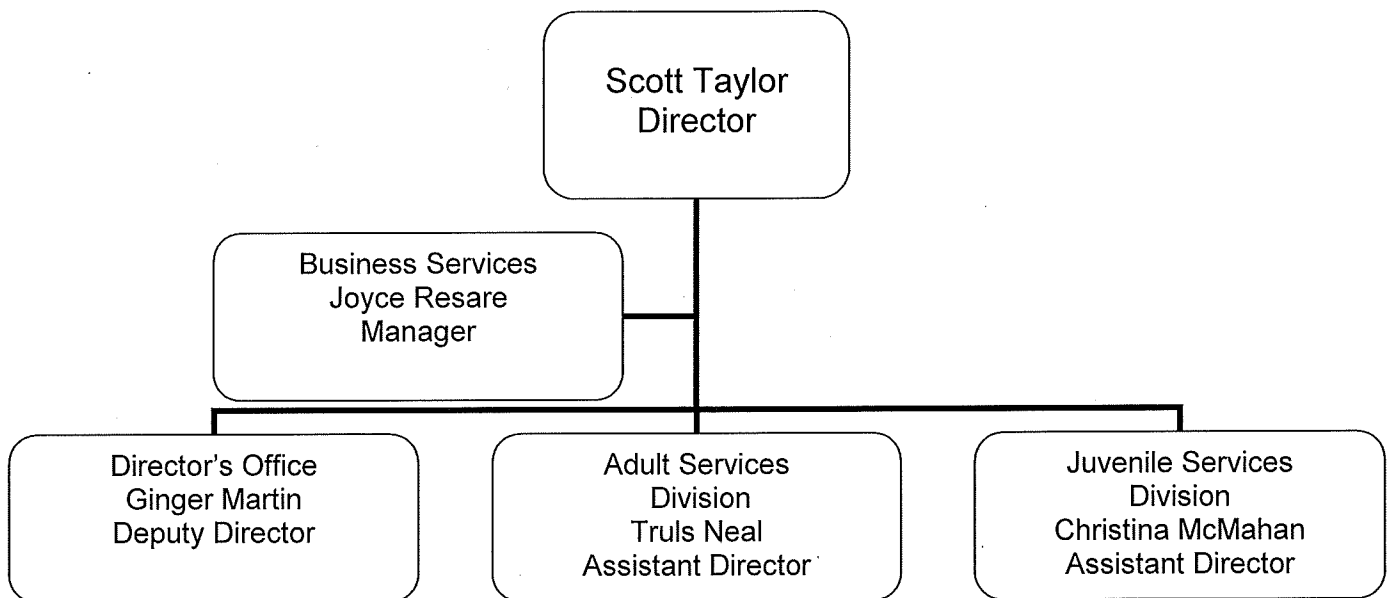 Scott Taylor
Director
Business Services
Joyce Resare
Manager
Director's Office
Ginger Martin
Deputy Director
Adult Services
Division
Truls Neal
Assistant Director
Juvenile Services
Division
Christina McMahan
Assistant Director